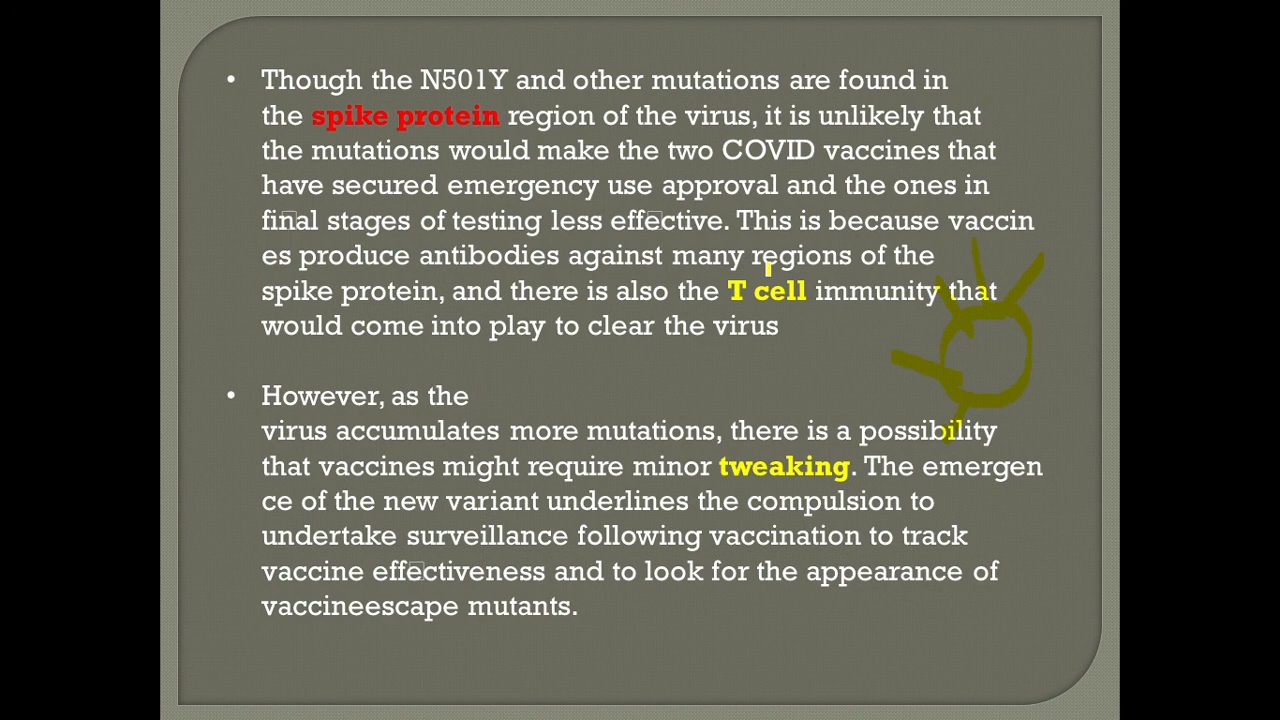 • Though the N501Y and other mutations are found in
the spike protein region of the virus, it is unlikely that
the mutations would make the two COVID vaccines that
have secured emergency use approval and the ones in
final stages of testing less effective. This is because vaccin
es produce antibodies against many regions of the
spike protein, and there is also the T cell immunity that
would come into play to clear the virus
• However, as the
virus accumulates more mutations, there is a possibility
that vaccines might require minor tweaking. The emergen
ce of the new variant underlines the compulsion to
undertake surveillance following vaccination to track
vaccine effectiveness and to look for the appearance of
vaccineescape mutants.